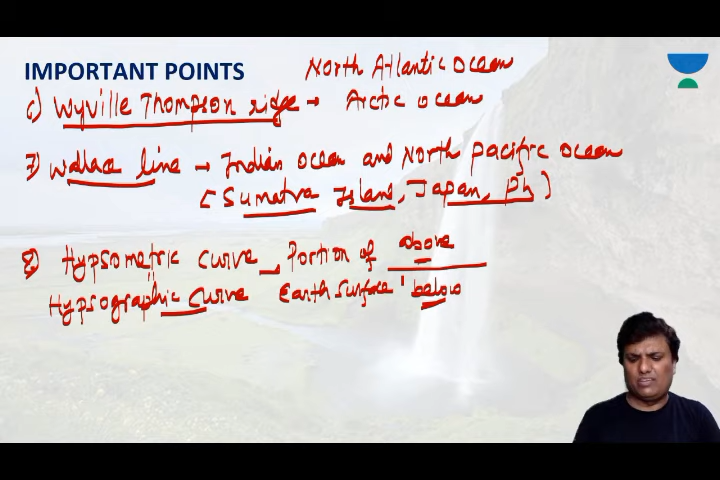 IMPORTANT POINTS
North Atlantic Ocean
6) Wyville Thompson ridge → Arctic ocean
7) Wallace line → Indian ocean and North Pacific ocean
(Sumatra Island, Japan, Ph)
8) Hypsometric curve – Portion of above
Hypsographic curve Earth surface' below